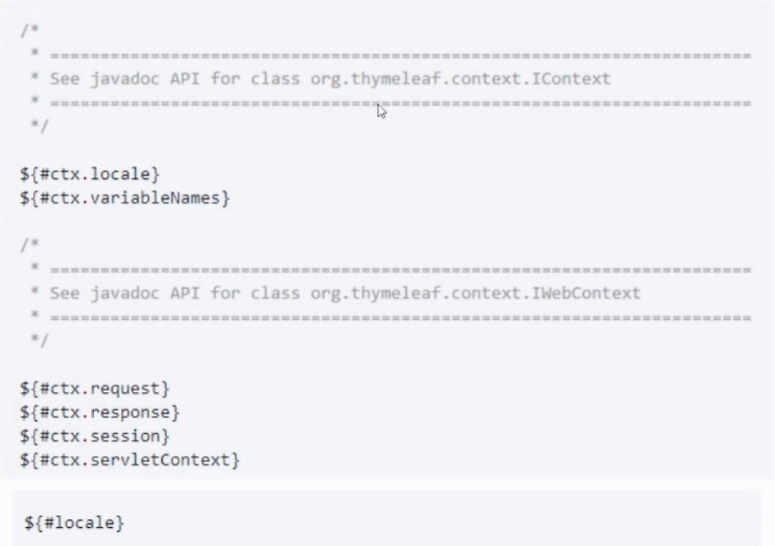 /*
* ======================================================================
* See javadoc API for class org.thymeleaf.context.IContext
* ======================================================================
*/
${#ctx.locale}
${#ctx.variableNames}
/*
* ======================================================================
* See javadoc API for class org.thymeleaf.context.IWebContext
* ======================================================================
*/
${#ctx.request}
${#ctx.response}
${#ctx.session}
${#ctx.servletContext}
${#locale}